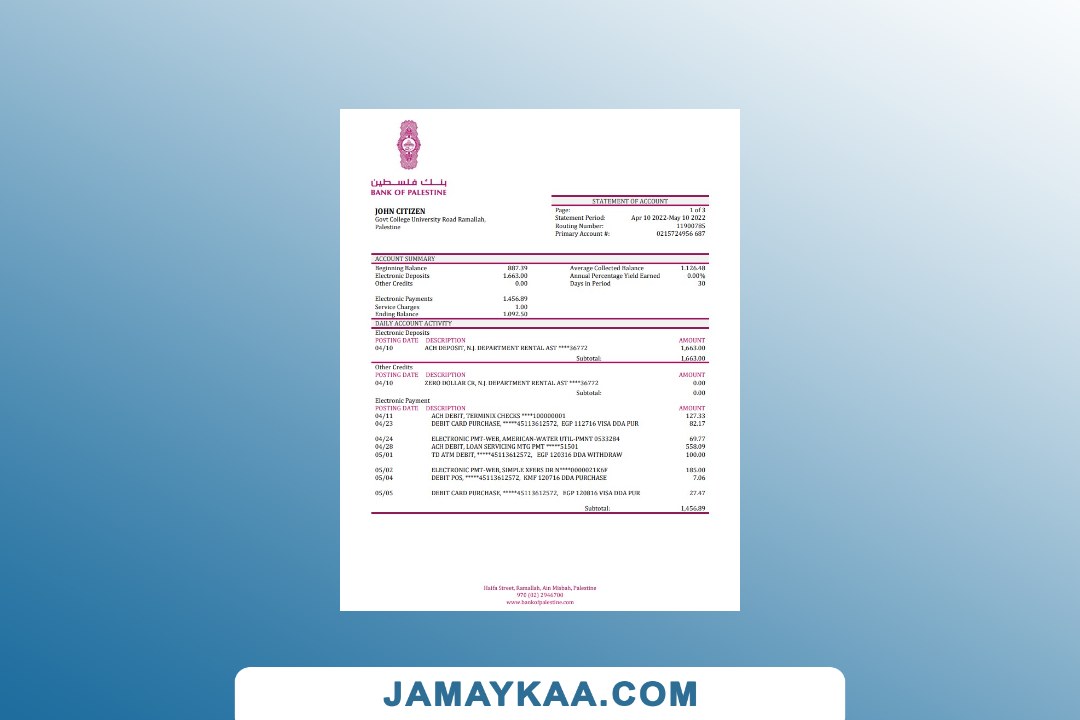 بنك فلسطين
BANK OF PALESTINE
STATEMENT OF ACCOUNT
JOHN CITIZEN
Govt College University Road Ramallah,
Palestine
Page: 1 of 3
Statement Period: Apr 10 2022-May 10 2022
Routing Number: 11900785
Primary Account #: 0215724956 687
ACCOUNT SUMMARY
Beginning Balance 887.39 Average Collected Balance 1.126.48
Electronic Deposits 1.663.00 Annual Percentage Yield Earned 0.00%
Other Credits 0.00 Days in Period 30
Electronic Payments 1.456.89
Service Charges 1.00
Ending Balance 1.092.50
DAILY ACCOUNT ACTIVITY
Electronic Deposits
POSTING DATE DESCRIPTION AMOUNT
04/10 ACH DEPOSIT, N.J. DEPARTMENT RENTAL AST ****36772 1,663.00
Subtotal: 1,663.00
Other Credits
POSTING DATE DESCRIPTION AMOUNT
04/10 ZERO DOLLAR CR, N.J. DEPARTMENT RENTAL AST ****36772 0.00
Subtotal: 0.00
Electronic Payment
POSTING DATE DESCRIPTION AMOUNT
04/11 ACH DEBIT, TERMINIX CHECKS ****100000001 127.33
04/23 DEBIT CARD PURCHASE, *****45113612572, EGP 112716 VISA DDA PUR 82.17
04/24 ELECTRONIC PMT-WEB, AMERICAN-WATER UTIL-PMNT 0533284 69.77
04/28 ACH DEBIT, LOAN SERVICING MTG PMT *****51501 558.09
05/01 TD ATM DEBIT, *****45113612572, EGP 120316 DDA WITHDRAW 100.00
05/02 ELECTRONIC PMT-WEB, SIMPLE XFERS DR N****0000021K6F 185.00
05/04 DEBIT POS, *****45113612572, KMF 120716 DDA PURCHASE 7.06
05/05 DEBIT CARD PURCHASE, *****45113612572, EGP 120816 VISA DDA PUR 27.47
Subtotal: 1,456.89
Haifa Street, Ramallah, Ain Misbah, Palestine
970 (02) 2946700
www.bankofpalestine.com
JAMAYKAA.COM